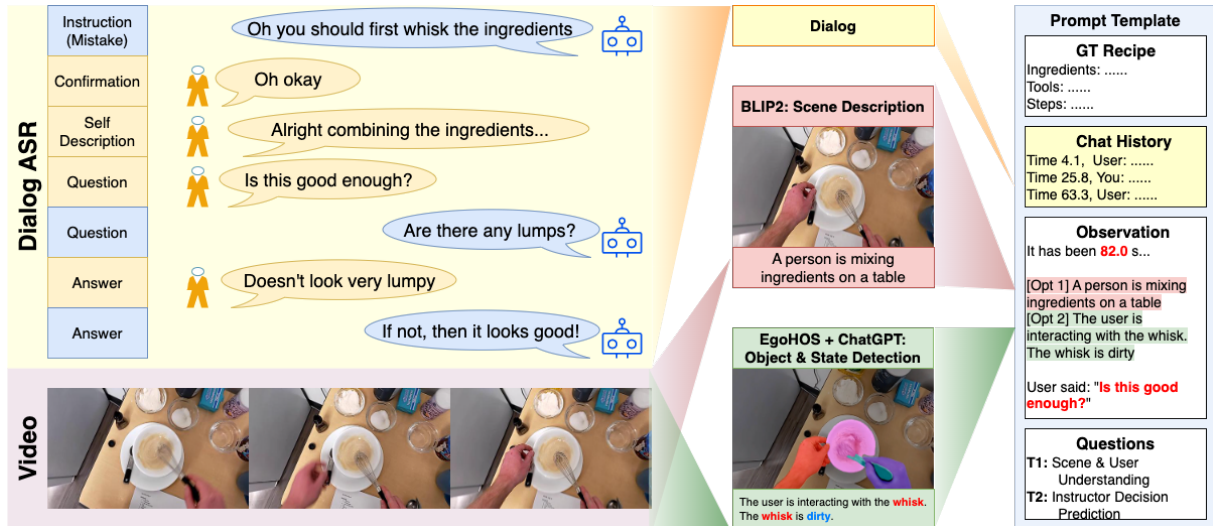 Dialog ASR
Instruction
(Mistake)
Oh you should first whisk the ingredients
Confirmation
Oh okay
Self
Description
Alright combining the ingredients...
Question
Is this good enough?
Question
Are there any lumps?
Answer
Doesn't look very lumpy
Answer
If not, then it looks good!
Video
Dialog
BLIP2: Scene Description
A person is mixing
ingredients on a table
EgoHOS + ChatGPT:
Object & State Detection
The user is interacting with the whisk.
The whisk is dirty.
Prompt Template
GT Recipe
Ingredients: ......
Tools: ......
Steps: ......
Chat History
Time 4.1, User: ......
Time 25.8, You: ......
Time 63.3, User: ......
Observation
It has been 82.0 s...
[Opt 1] A person is mixing
ingredients on a table
[Opt 2] The user is
interacting with the whisk.
The whisk is dirty
User said: "Is this good
enough?"
Questions
T1: Scene & User
Understanding
T2: Instructor Decision
Prediction